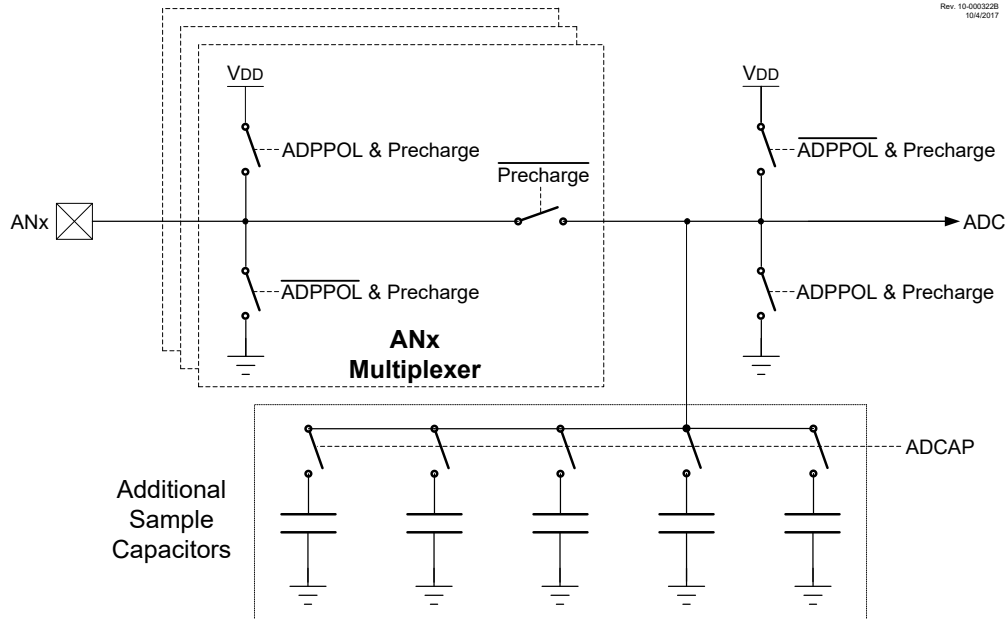 Rev. 10-000322B
10/4/2017
VDD
VDD
ADPPOL & Precharge
Precharge
ADPPOL & Precharge
ANx
ADC
ADPPOL & Precharge
ADPPOL & Precharge
ANx
Multiplexer
ADCAP
Additional
Sample
Capacitors